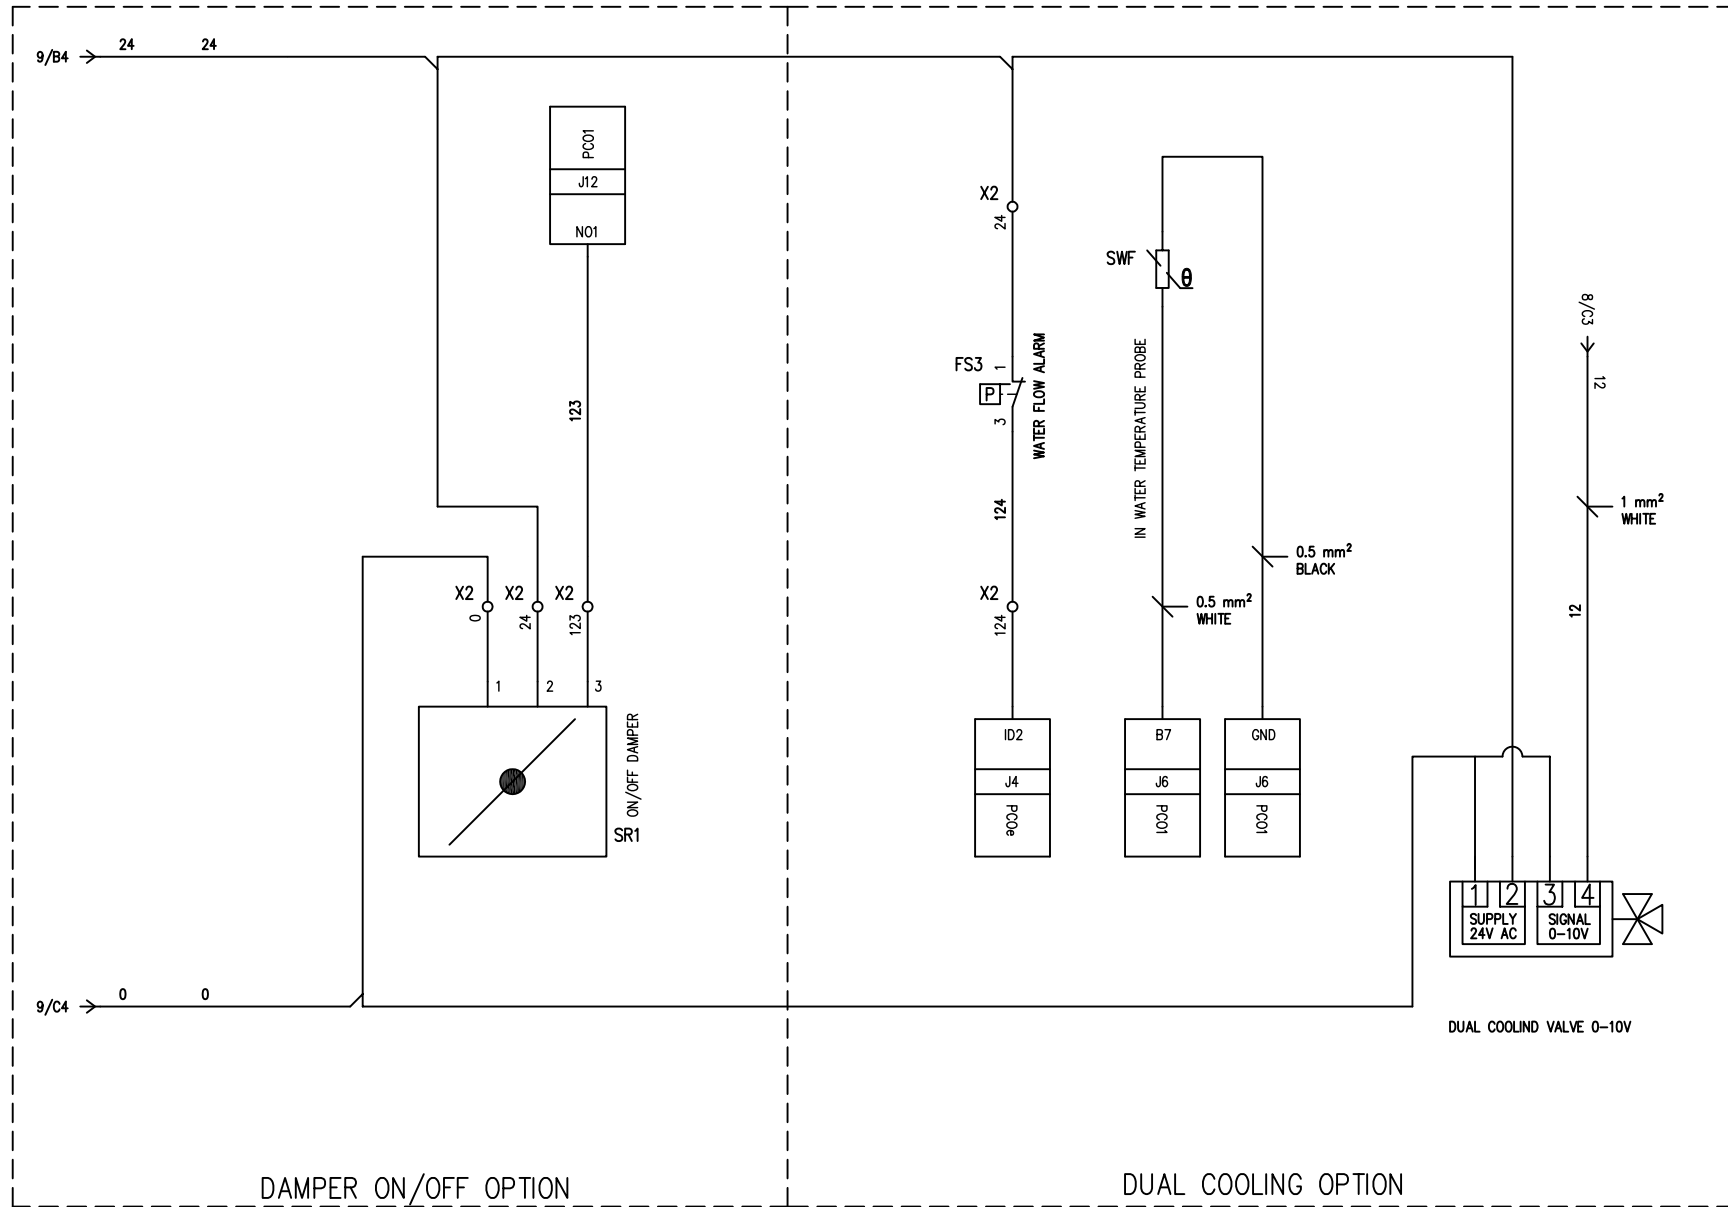 9/B4
24
24
PCO1
J12
NO1
123
X2
0
X2
24
X2
123
1
2
3
ON/OFF DAMPER
SR1
9/C4
0
0
DAMPER ON/OFF OPTION
X2
24
FS3
1
P
3
WATER FLOW ALARM
124
X2
124
ID2
J4
PCOe
SWF
θ
IN WATER TEMPERATURE PROBE
0.5 mm²
WHITE
0.5 mm²
BLACK
B7
J6
PCO1
GND
J6
PCO1
8/C3
12
1 mm²
WHITE
12
1
2
3
4
SUPPLY
24V AC
SIGNAL
0-10V
DUAL COOLIND VALVE 0-10V
DUAL COOLING OPTION